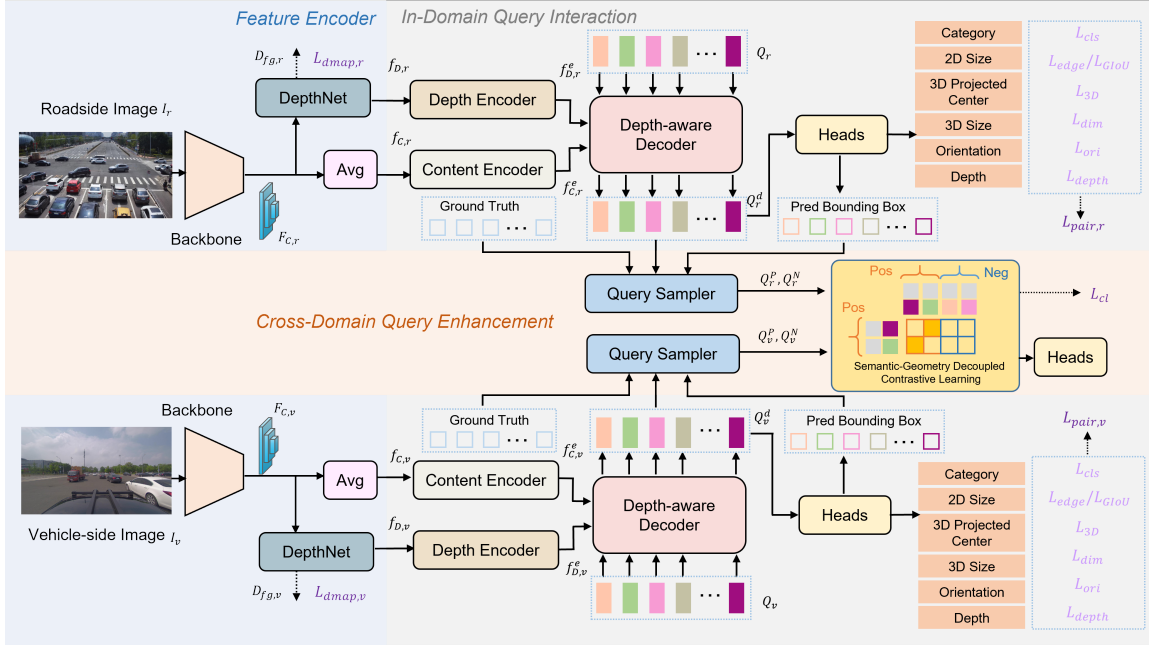 Feature Encoder
In-Domain Query Interaction
D_{fg,r}
L_{dmap,r}
DepthNet
Roadside Image I_r
Backbone
F_{C,r}
Avg
f_{D,r}
f_{C,r}
Depth Encoder
Content Encoder
f^e_{D,r}
f^e_{C,r}
Q_r
Depth-aware
Decoder
Q^d_r
Ground Truth
Heads
Pred Bounding Box
Category
2D Size
3D Projected
Center
3D Size
Orientation
Depth
L_{cls}
L_{edge}/L_{GIoU}
L_{3D}
L_{dim}
L_{ori}
L_{depth}
L_{pair,r}
Cross-Domain Query Enhancement
Query Sampler
Q^P_r, Q^N_r
Query Sampler
Q^P_v, Q^N_v
Pos
Neg
Pos
Semantic-Geometry Decoupled
Contrastive Learning
L_{cl}
Heads
Backbone
F_{C,v}
Vehicle-side Image I_v
Avg
DepthNet
D_{fg,v}
L_{dmap,v}
f_{C,v}
f_{D,v}
Ground Truth
Content Encoder
Depth Encoder
f^e_{C,v}
f^e_{D,v}
Q^d_v
Depth-aware
Decoder
Q_v
Pred Bounding Box
Heads
Category
2D Size
3D Projected
Center
3D Size
Orientation
Depth
L_{pair,v}
L_{cls}
L_{edge}/L_{GIoU}
L_{3D}
L_{dim}
L_{ori}
L_{depth}